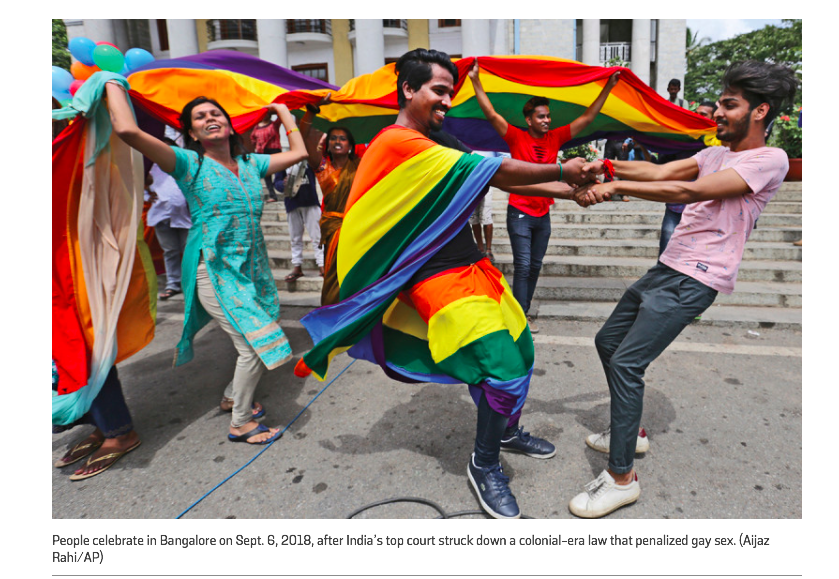 People celebrate in Bangalore on Sept. 6, 2018, after India's top court struck down a colonial-era law that penalized gay sex. (Aijaz
Rahi/AP)